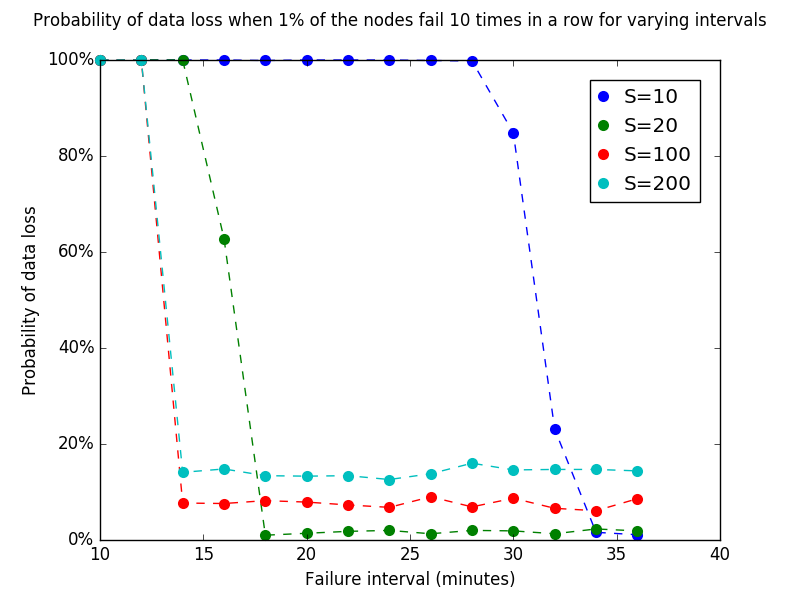 Probability of data loss when 1% of the nodes fail 10 times in a row for varying intervals
100%
80%
60%
40%
20%
0%
Probability of data loss
S=10
S=20
S=100
S=200
10 15 20 25 30 35 40
Failure interval (minutes)